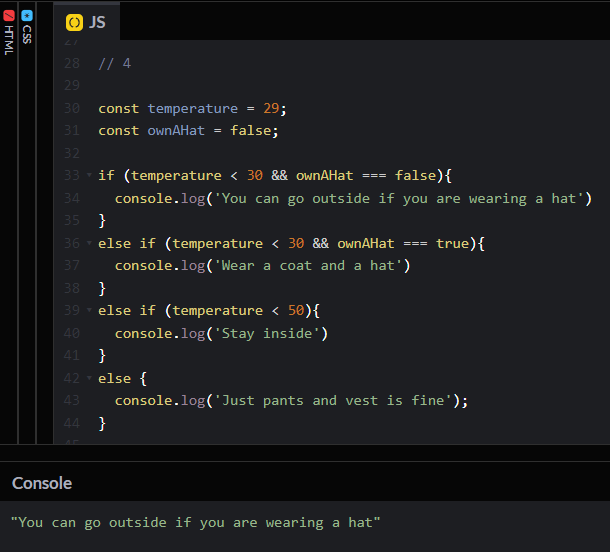 HTML
CSS
JS
27
28 // 4
29
30 const temperature = 29;
31 const ownAHat = false;
32
33 if (temperature < 30 && ownAHat === false){
34   console.log('You can go outside if you are wearing a hat')
35 }
36 else if (temperature < 30 && ownAHat === true){
37   console.log('Wear a coat and a hat')
38 }
39 else if (temperature < 50){
40   console.log('Stay inside')
41 }
42 else {
43   console.log('Just pants and vest is fine');
44 }
45
Console
"You can go outside if you are wearing a hat"